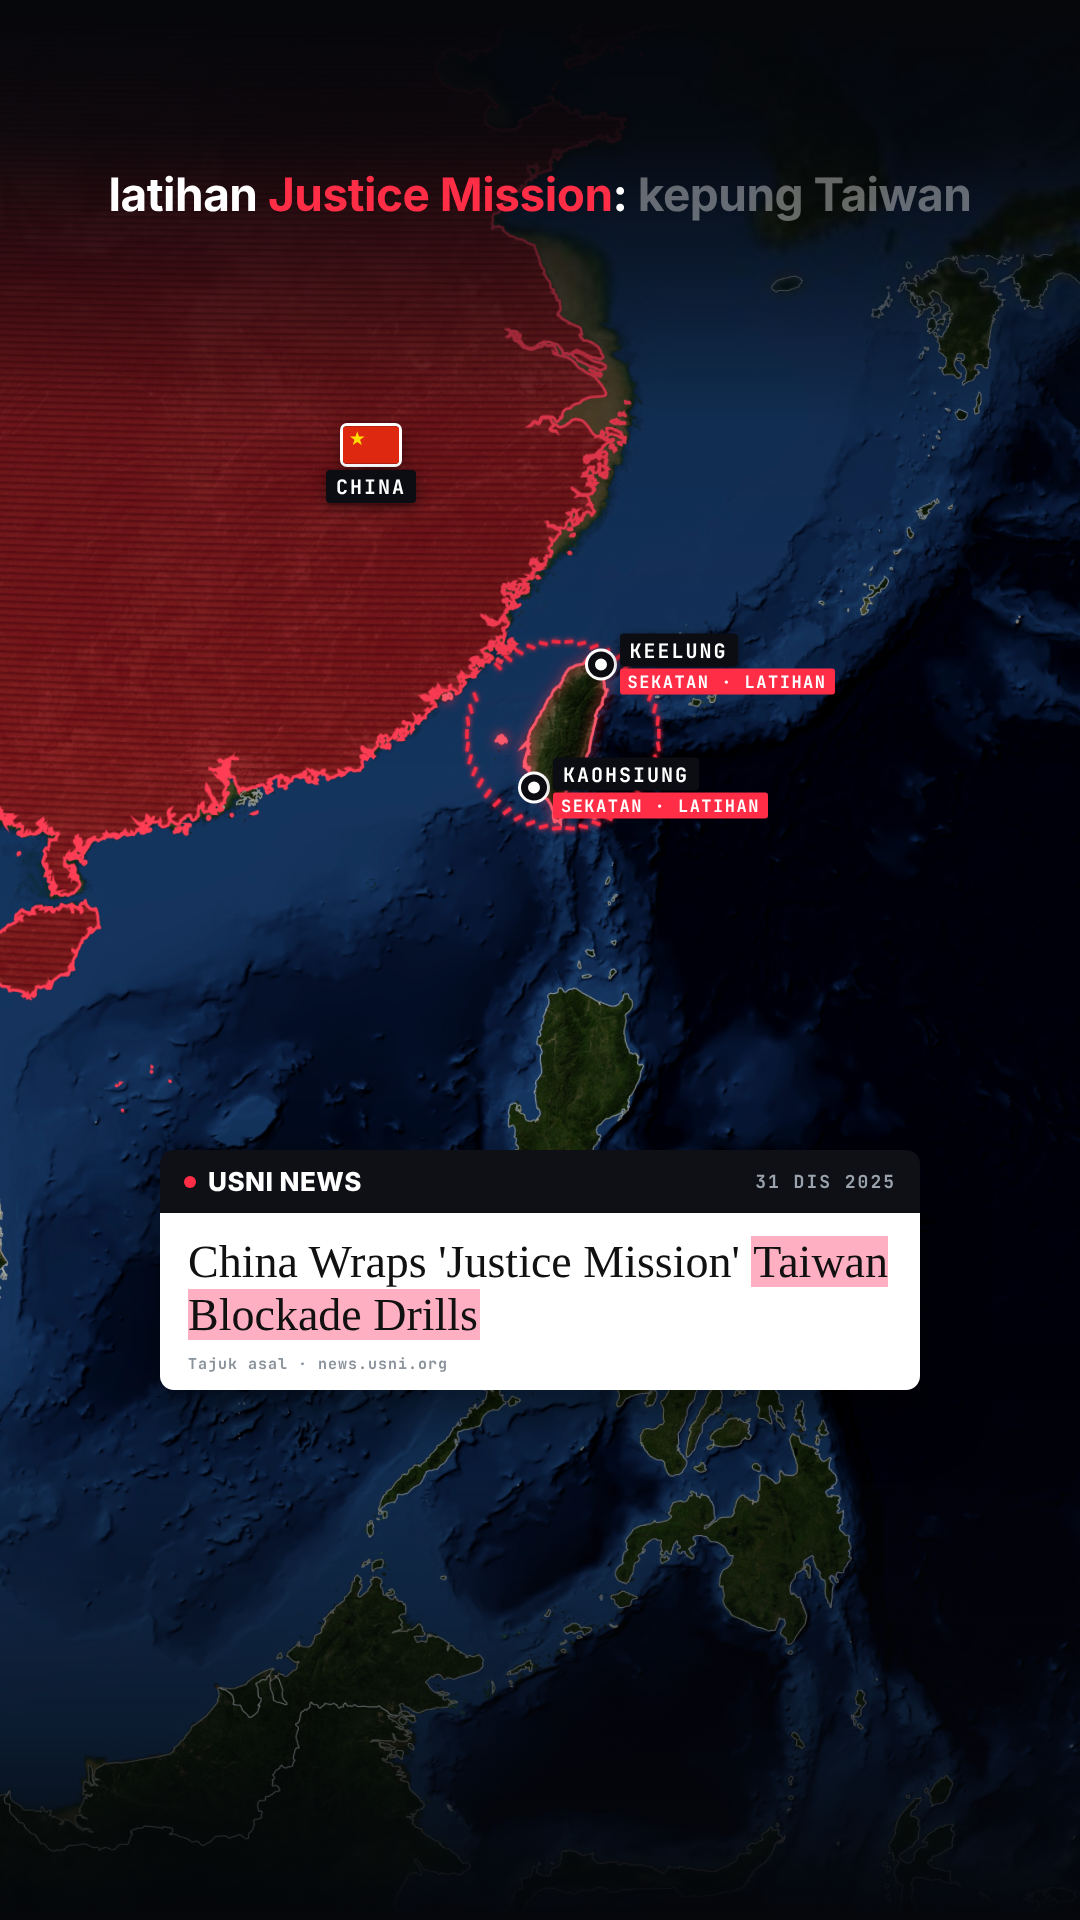 latihan Justice Mission: kepung Taiwan
CHINA
KEELUNG
SEKATAN · LATIHAN
KAOHSIUNG
SEKATAN · LATIHAN
USNI NEWS
31 DIS 2025
China Wraps 'Justice Mission' Taiwan
Blockade Drills
Tajuk asal · news.usni.org